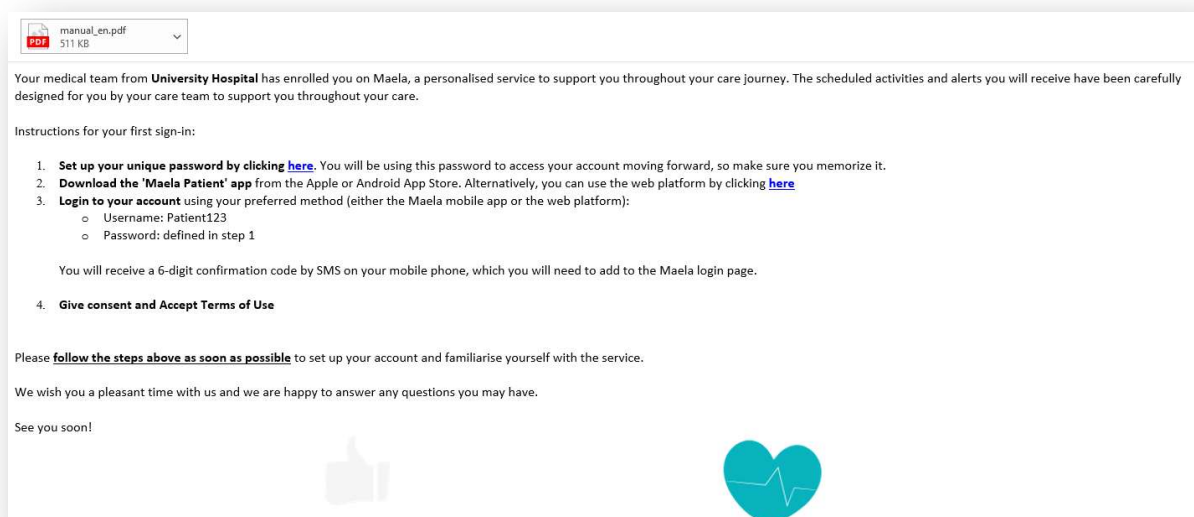 manual_en.pdf
PDF
511 KB
Your medical team from University Hospital has enrolled you on Maela, a personalised service to support you throughout your care journey. The scheduled activities and alerts you will receive have been carefully
designed for you by your care team to support you throughout your care.
Instructions for your first sign-in:
1. Set up your unique password by clicking here. You will be using this password to access your account moving forward, so make sure you memorize it.
2. Download the 'Maela Patient' app from the Apple or Android App Store. Alternatively, you can use the web platform by clicking here
3. Login to your account using your preferred method (either the Maela mobile app or the web platform):
o Username: Patient123
o Password: defined in step 1
You will receive a 6-digit confirmation code by SMS on your mobile phone, which you will need to add to the Maela login page.
4. Give consent and Accept Terms of Use
Please follow the steps above as soon as possible to set up your account and familiarise yourself with the service.
We wish you a pleasant time with us and we are happy to answer any questions you may have.
See you soon!